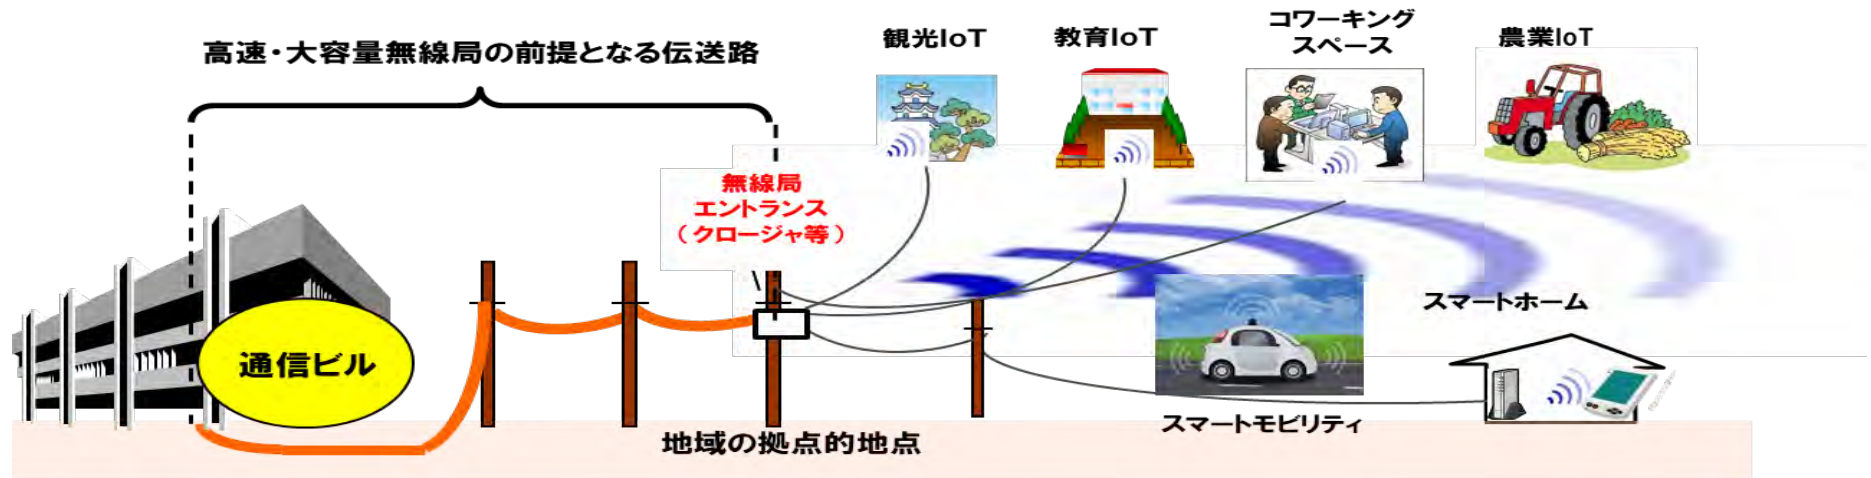 高速・大容量無線局の前提となる伝送路
観光IoT
教育IoT
コワーキング
スペース
農業IoT
無線局
エントランス
（クロージャ等）
通信ビル
スマートホーム
スマートモビリティ
地域の拠点的地点